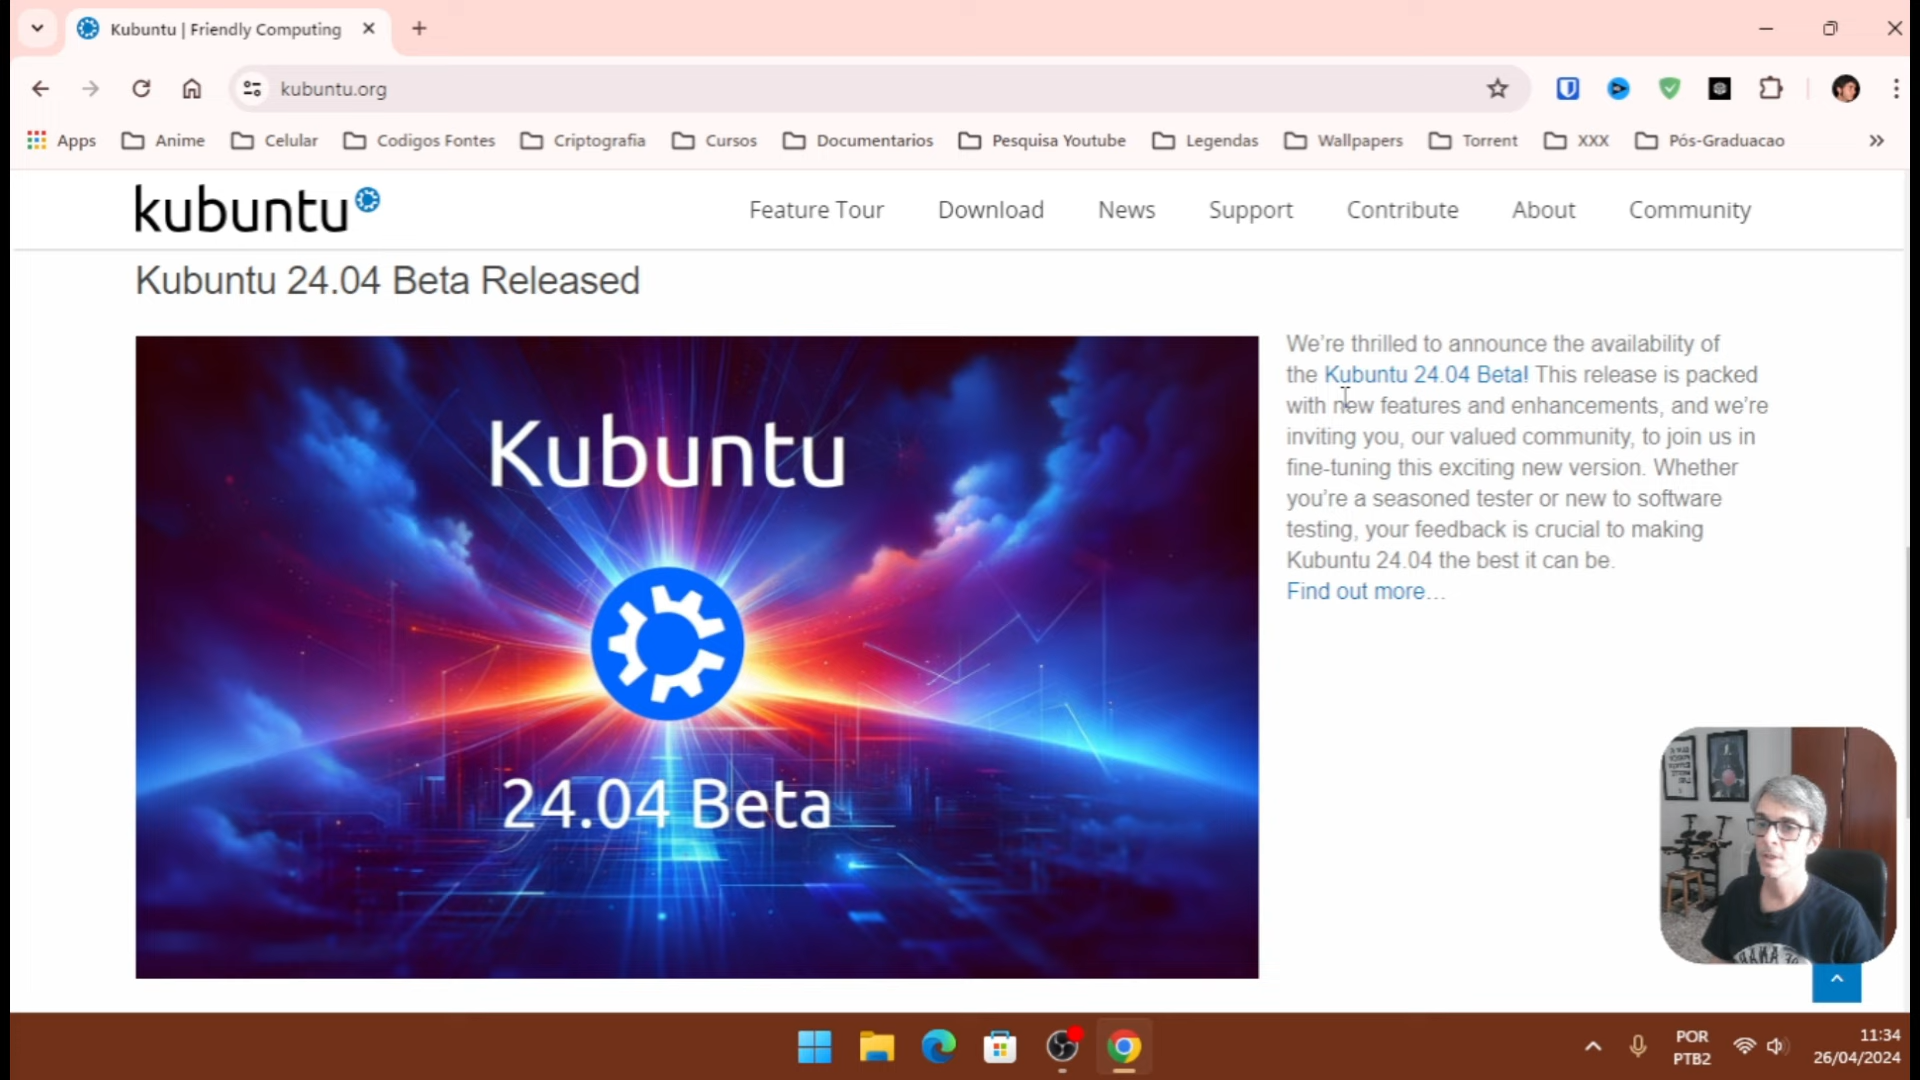 Kubuntu | Friendly Computing
kubuntu.org
Apps Anime Celular Codigos Fontes Criptografia Cursos Documentarios Pesquisa Youtube Legendas Wallpapers Torrent XXX Pós-Graduacao
kubuntu Feature Tour Download News Support Contribute About Community
Kubuntu 24.04 Beta Released
Kubuntu
24.04 Beta
We're thrilled to announce the availability of
the Kubuntu 24.04 Beta! This release is packed
with new features and enhancements, and we're
inviting you, our valued community, to join us in
fine-tuning this exciting new version. Whether
you're a seasoned tester or new to software
testing, your feedback is crucial to making
Kubuntu 24.04 the best it can be.
Find out more…
POR
PTB2
11:34
26/04/2024